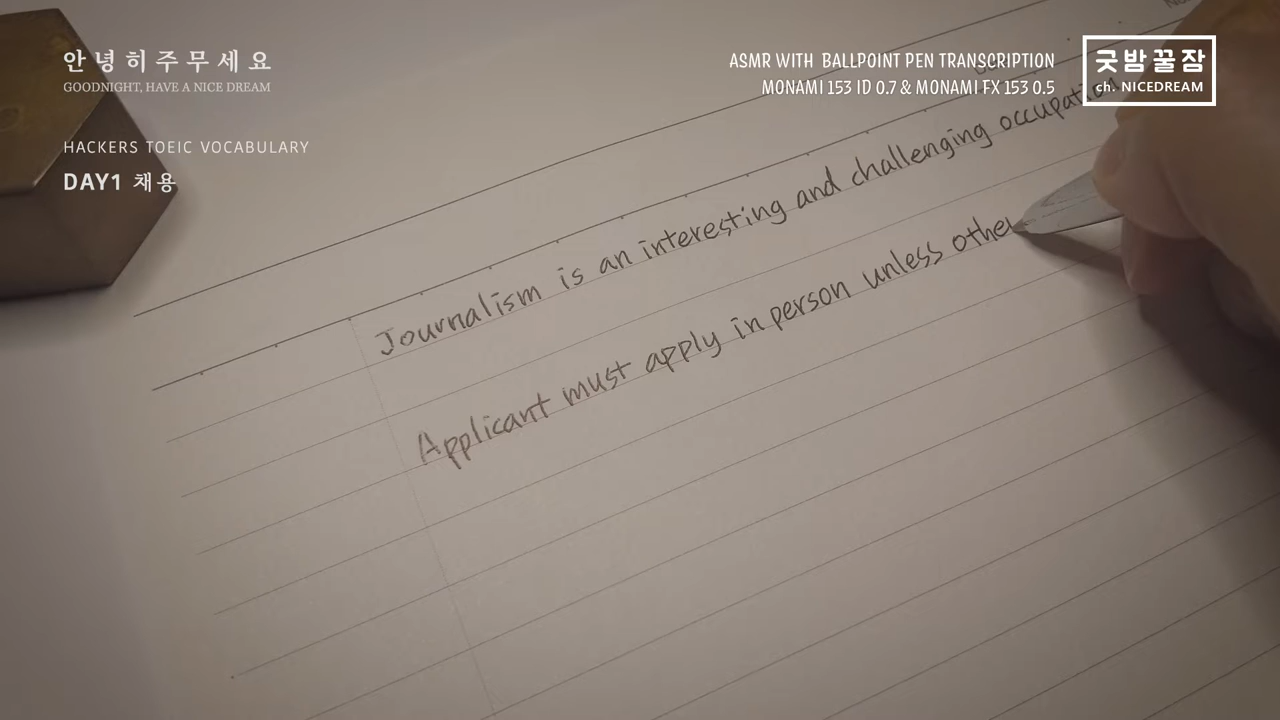 안녕히주무세요
GOODNIGHT, HAVE A NICE DREAM
HACKERS TOEIC VOCABULARY
DAY1 채용
ASMR WITH BALLPOINT PEN TRANSCRIPTION
MONAMI 153 ID 0.7 & MONAMI FX 153 0.5
굿밤꿀잠
ch. NICEDREAM
Journalism is an interesting and challenging occupation
Applicant must apply in person unless other